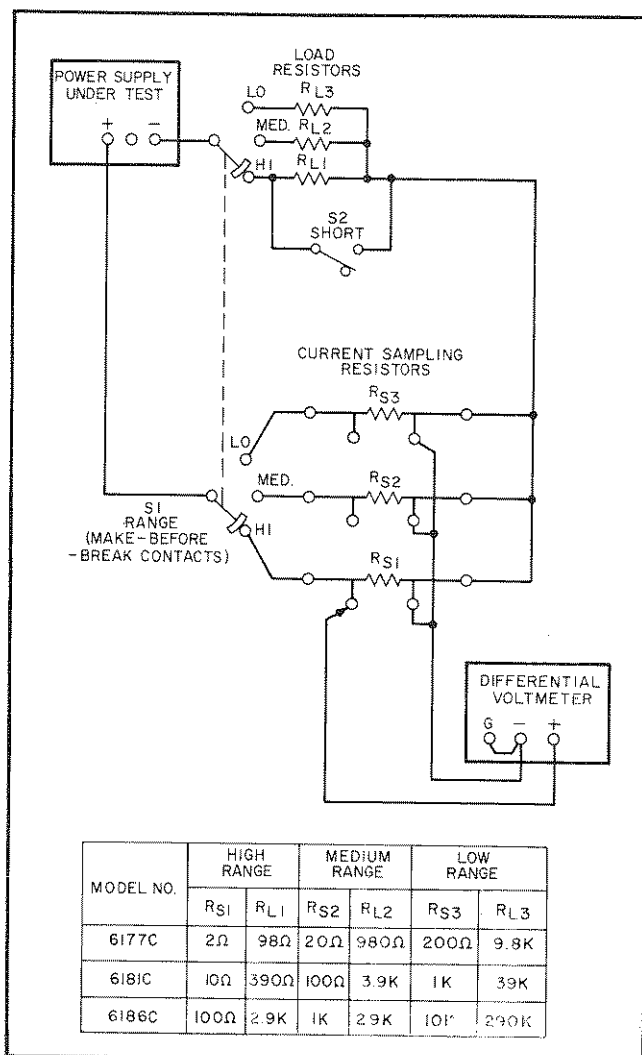 LOAD
RESISTORS
POWER SUPPLY
UNDER TEST
+ −
LO
RL3
MED.
RL2
HI
RL1
S2
SHORT
CURRENT SAMPLING
RESISTORS
RS3
LO
MED.
RS2
S1
RANGE
(MAKE-BEFORE
-BREAK CONTACTS)
HI
RS1
DIFFERENTIAL
VOLTMETER
G − +
MODEL NO. HIGH RANGE MEDIUM RANGE LOW RANGE
RS1 RL1 RS2 RL2 RS3 RL3
6177C 2Ω 98Ω 20Ω 980Ω 200Ω 9.8K
6181C 10Ω 390Ω 100Ω 3.9K 1K 39K
6186C 100Ω 2.9K 1K 29K 290K